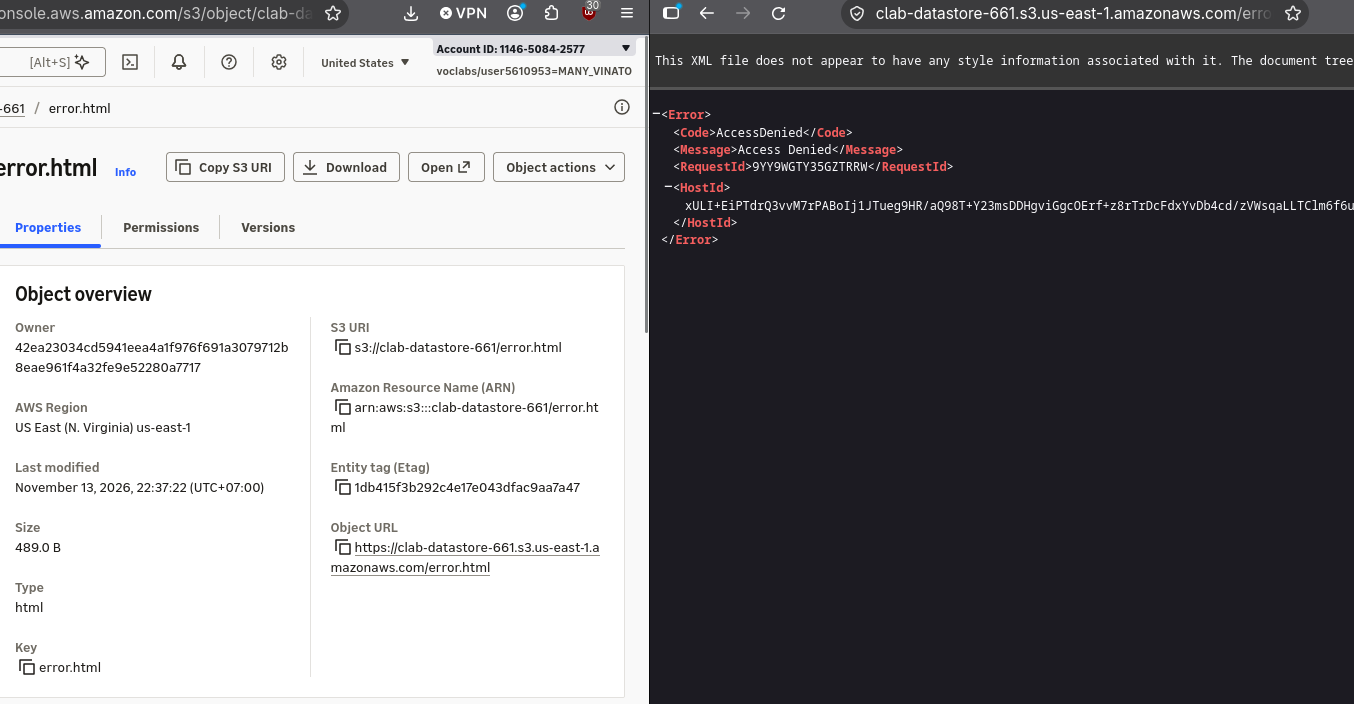 onsole.aws.amazon.com/s3/object/clab-da
VPN
30
[Alt+S]
United States
Account ID: 1146-5084-2577
voclabs/user5610953=MANY_VINATO
-661 / error.html
error.html
Info
Copy S3 URI
Download
Open
Object actions
Properties
Permissions
Versions
Object overview
Owner
42ea23034cd5941eea4a1f976f691a3079712b
8eae961f4a32fe9e52280a7717
AWS Region
US East (N. Virginia) us-east-1
Last modified
November 13, 2026, 22:37:22 (UTC+07:00)
Size
489.0 B
Type
html
Key
error.html
S3 URI
s3://clab-datastore-661/error.html
Amazon Resource Name (ARN)
arn:aws:s3:::clab-datastore-661/error.ht
ml
Entity tag (Etag)
1db415f3b292c4e17e043dfac9aa7a47
Object URL
https://clab-datastore-661.s3.us-east-1.a
mazonaws.com/error.html
clab-datastore-661.s3.us-east-1.amazonaws.com/erro
This XML file does not appear to have any style information associated with it. The document tree
−<Error>
<Code>AccessDenied</Code>
<Message>Access Denied</Message>
<RequestId>9YY9WGTY35GZTRRW</RequestId>
−<HostId>
xULI+EiPTdrQ3vvM7rPABoIj1JTueg9HR/aQ98T+Y23msDDHgviGgcOErf+z8rTrDcFdxYvDb4cd/zVWsqaLLTClm6f6u
</HostId>
</Error>